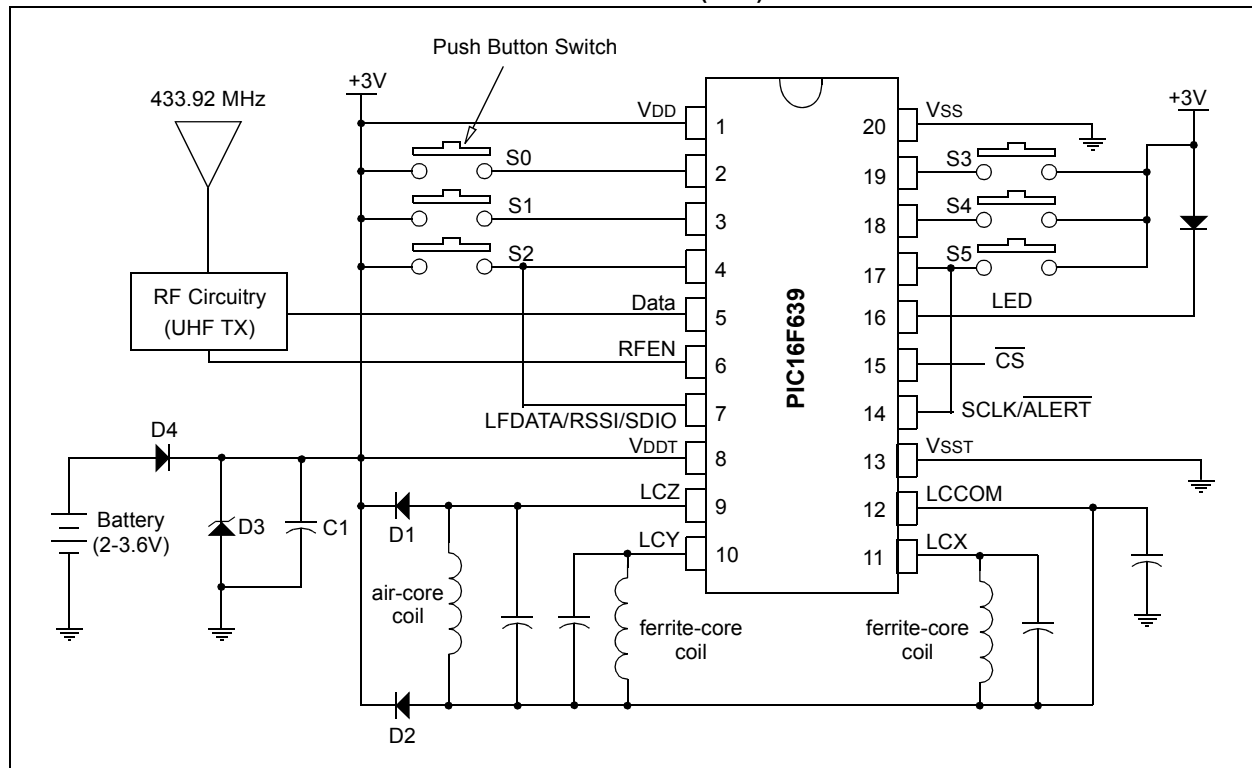 Push Button Switch
+3V
433.92 MHz
+3V
VDD
1
20
VSS
S0
2
19
S3
S1
3
18
S4
S2
4
17
S5
RF Circuitry
(UHF TX)
Data
5
16
LED
RFEN
6
15
CS
PIC16F639
LFDATA/RSSI/SDIO
7
14
SCLK/ALERT
D4
VDDT
8
13
VSST
Battery
(2-3.6V)
D3
C1
D1
LCZ
9
12
LCCOM
LCY
10
11
LCX
air-core
coil
ferrite-core
coil
ferrite-core
coil
D2